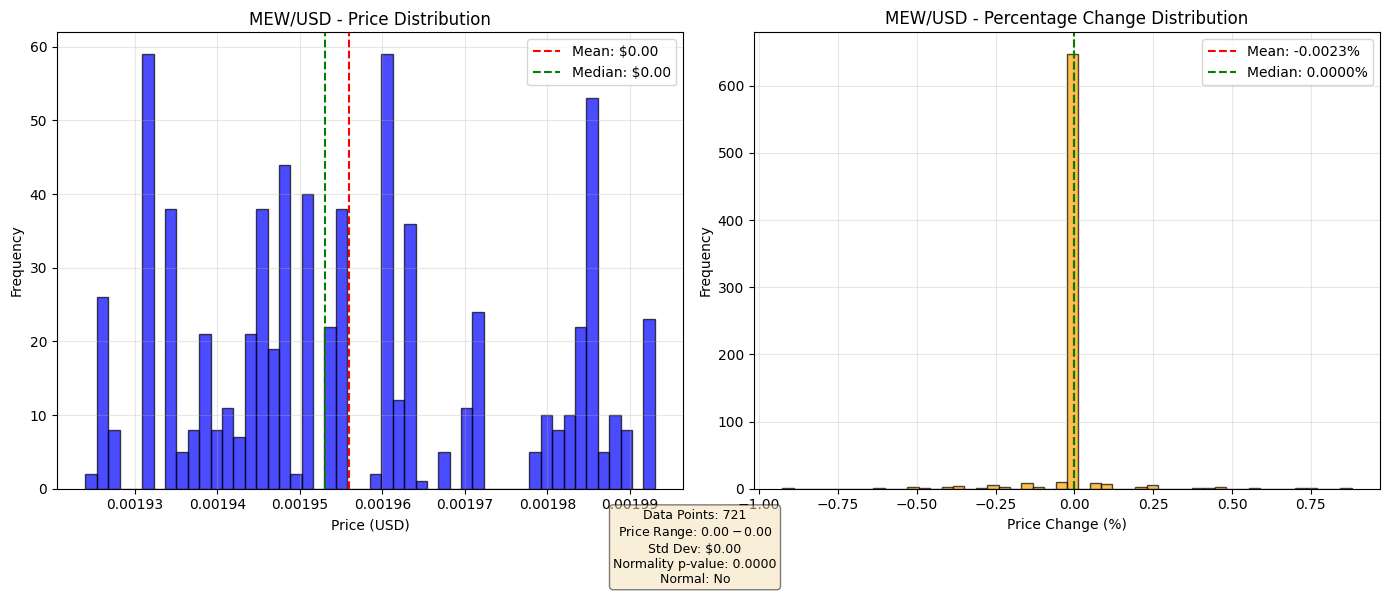 MEW/USD - Price Distribution
Mean: $0.00
Median: $0.00
60
50
40
30
20
10
0
Frequency
0.00193
0.00194
0.00195
0.00196
0.00197
0.00198
0.00199
Price (USD)
MEW/USD - Percentage Change Distribution
Mean: -0.0023%
Median: 0.0000%
600
500
400
300
200
100
0
Frequency
−1.00
−0.75
−0.50
−0.25
0.00
0.25
0.50
0.75
Price Change (%)
Data Points: 721
Price Range: 0.00 − 0.00
Std Dev: $0.00
Normality p-value: 0.0000
Normal: No